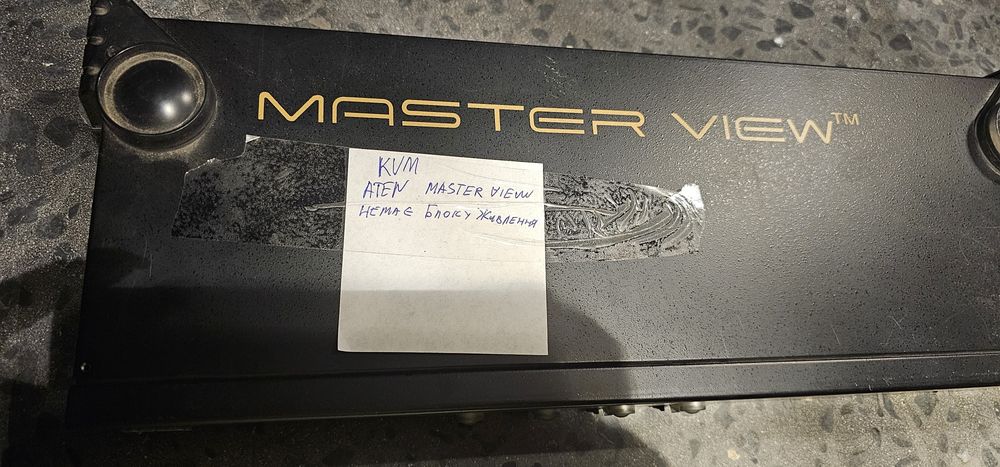 MASTER VIEW™
KVM
ATEN MASTER VIEW
НЕМАЄ БЛОКУ ЖИВЛЕННЯ